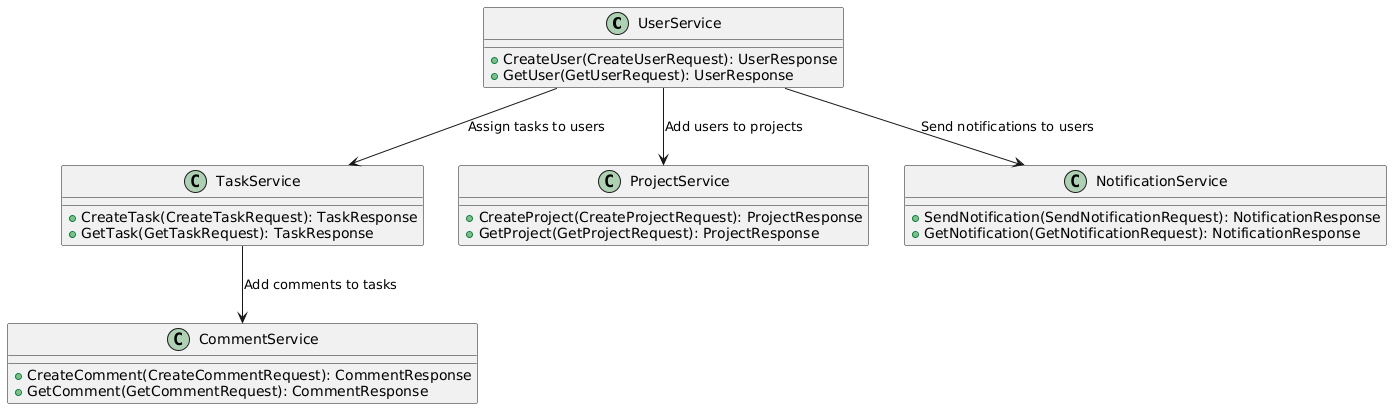 C UserService
CreateUser(CreateUserRequest): UserResponse
GetUser(GetUserRequest): UserResponse
Assign tasks to users
Add users to projects
Send notifications to users
C TaskService
CreateTask(CreateTaskRequest): TaskResponse
GetTask(GetTaskRequest): TaskResponse
C ProjectService
CreateProject(CreateProjectRequest): ProjectResponse
GetProject(GetProjectRequest): ProjectResponse
C NotificationService
SendNotification(SendNotificationRequest): NotificationResponse
GetNotification(GetNotificationRequest): NotificationResponse
Add comments to tasks
C CommentService
CreateComment(CreateCommentRequest): CommentResponse
GetComment(GetCommentRequest): CommentResponse